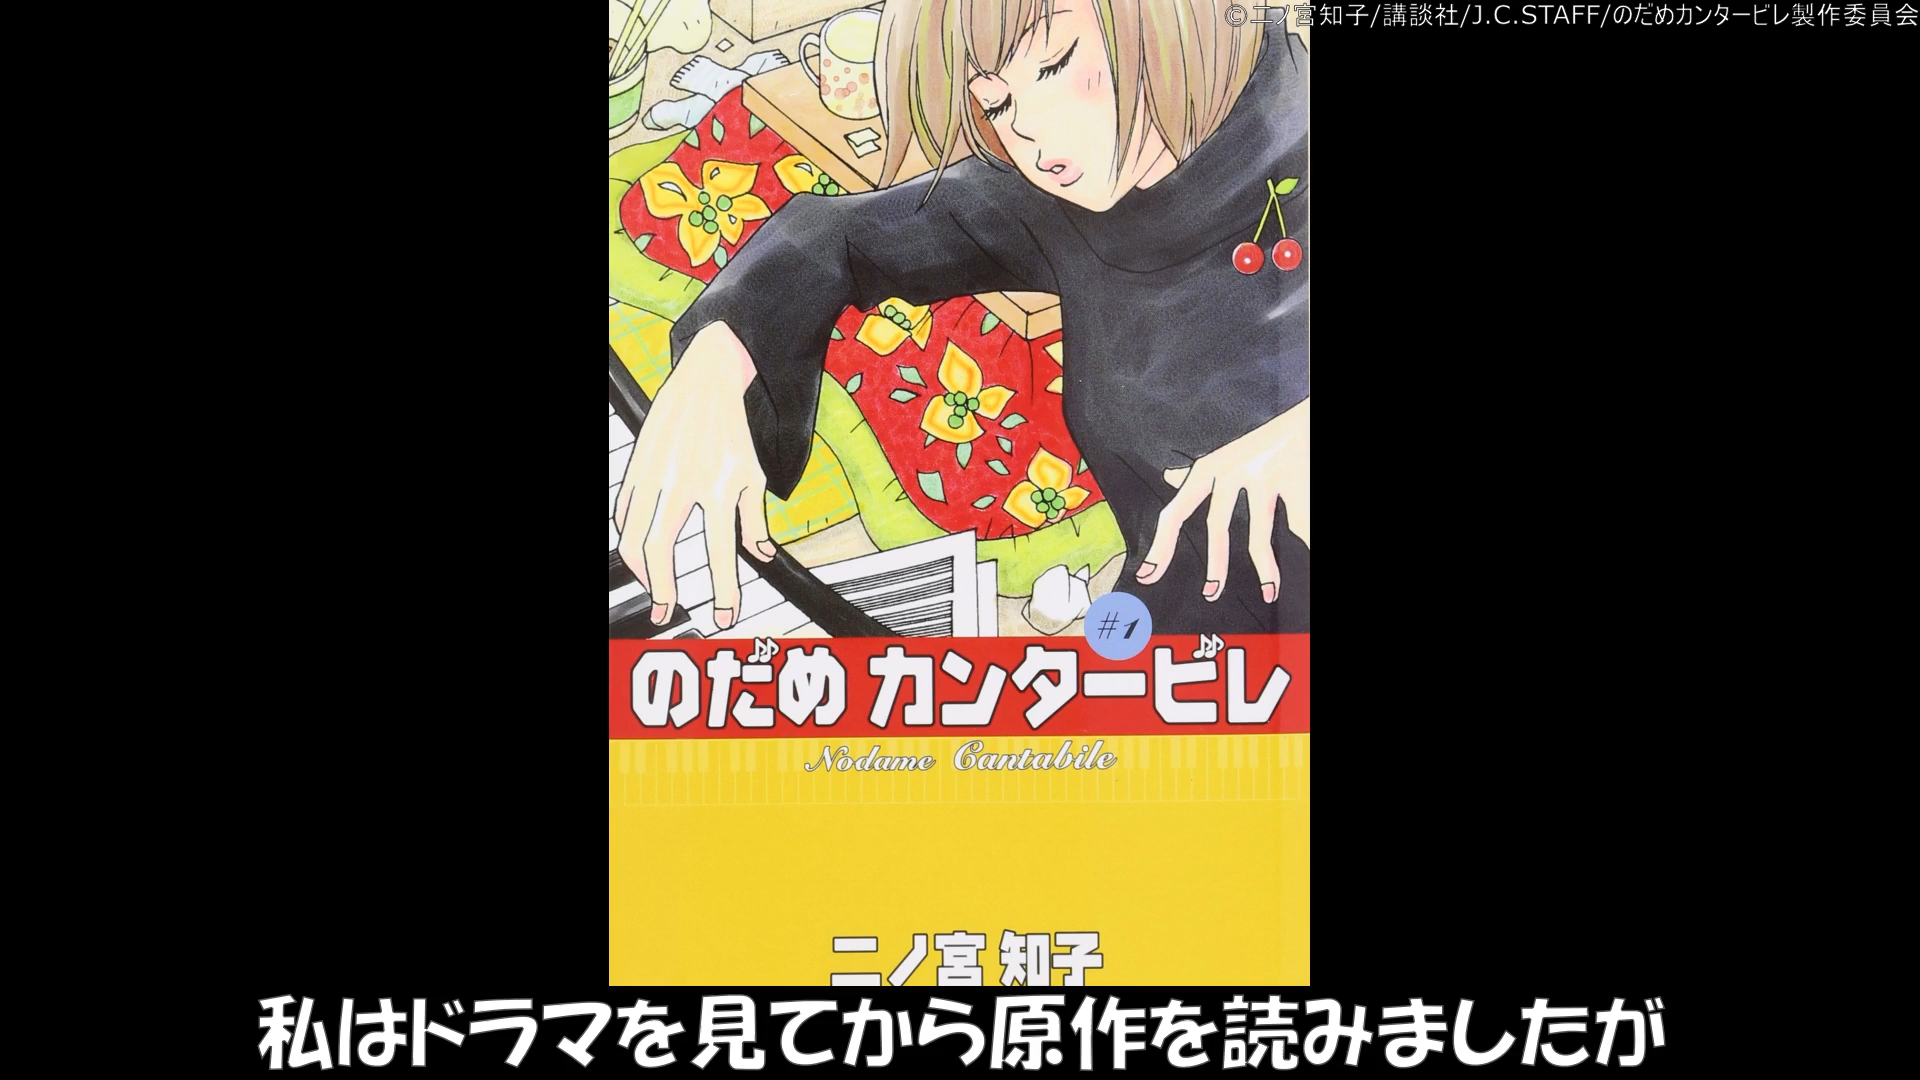 ©二ノ宮知子/講談社/J.C.STAFF/のだめカンタービレ製作委員会
#1
のだめ カンタービレ
Nodame Cantabile
二ノ宮 知子
私はドラマを見てから原作を読みましたが